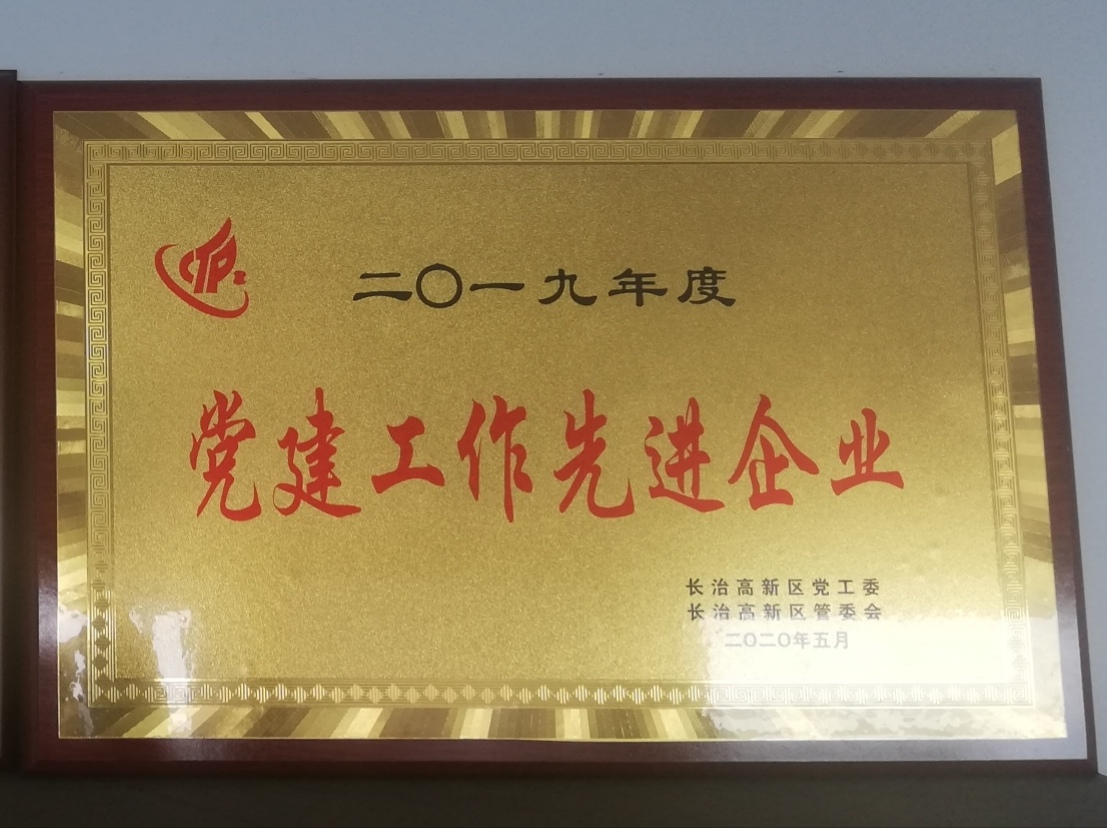 二〇一九年度
党建工作先进企业
长治高新区党工委
长治高新区管委会
二〇二〇年五月